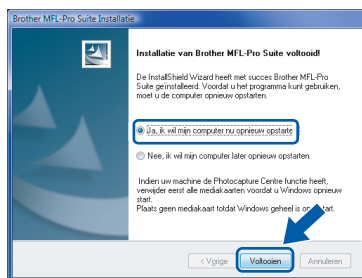 Brother MFL-Pro Suite Installatie
Installatie van Brother MFL-Pro Suite voltooid!
De InstallShield Wizard heeft met succes Brother MFL-Pro
Suite geïnstalleerd. Voordat u het programma kunt gebruiken,
moet u de computer opnieuw opstarten.
Ja, ik wil mijn computer nu opnieuw opstarte
Nee, ik wil mijn computer later opnieuw opstarten.
Indien uw machine de Photocapture Centre functie heeft,
verwijder eerst alle mediakaarten voordat u Windows opnieuw
start.
Plaats geen mediakaart totdat Windows geheel is
< Vorige Voltooien Annuleren